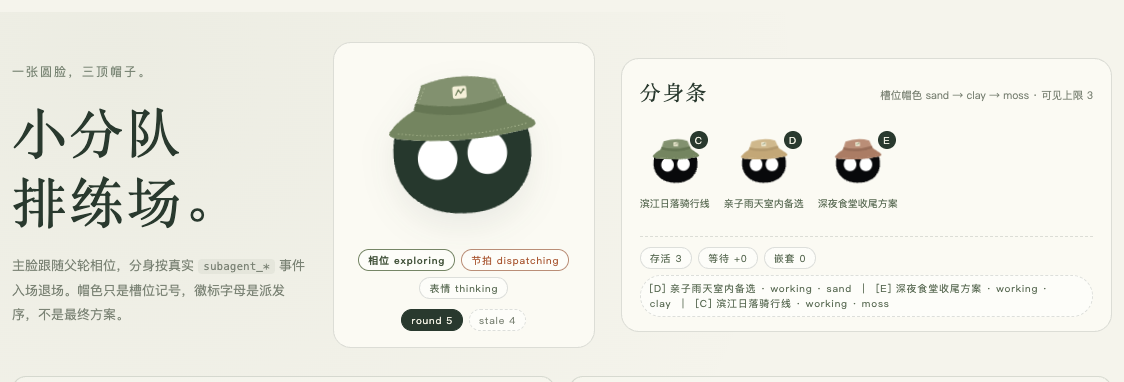 一张圆脸，三顶帽子。
小分队
排练场。
主脸跟随父轮相位，分身按真实 subagent_* 事件
入场退场。帽色只是槽位记号，徽标字母是派发
序，不是最终方案。
相位 exploring
节拍 dispatching
表情 thinking
round 5
stale 4
分身条
槽位帽色 sand → clay → moss · 可见上限 3
C
D
E
滨江日落骑行线
亲子雨天室内备选
深夜食堂收尾方案
存活 3
等待 +0
嵌套 0
[D] 亲子雨天室内备选 · working · sand ｜ [E] 深夜食堂收尾方案 · working ·
clay ｜ [C] 滨江日落骑行线 · working · moss